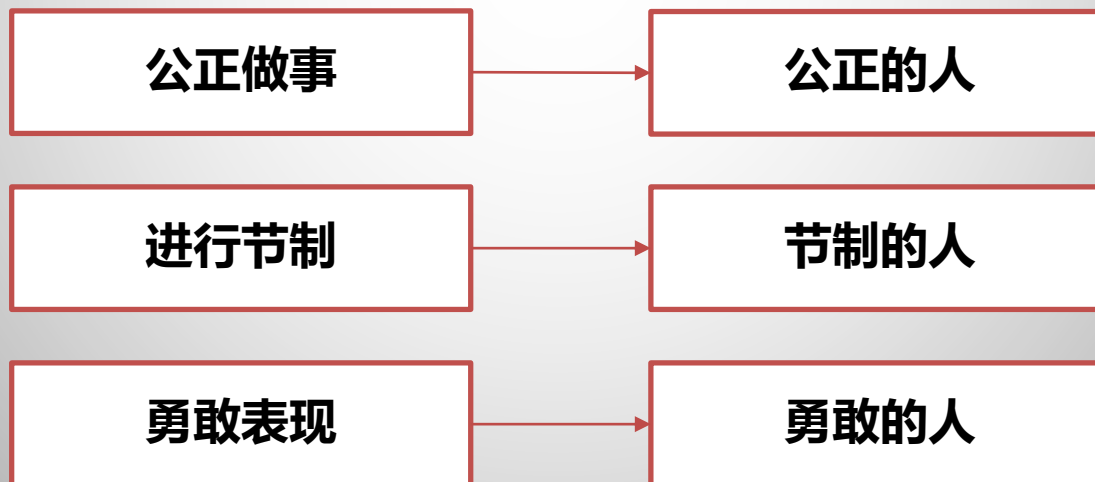 公正做事
公正的人
进行节制
节制的人
勇敢表现
勇敢的人